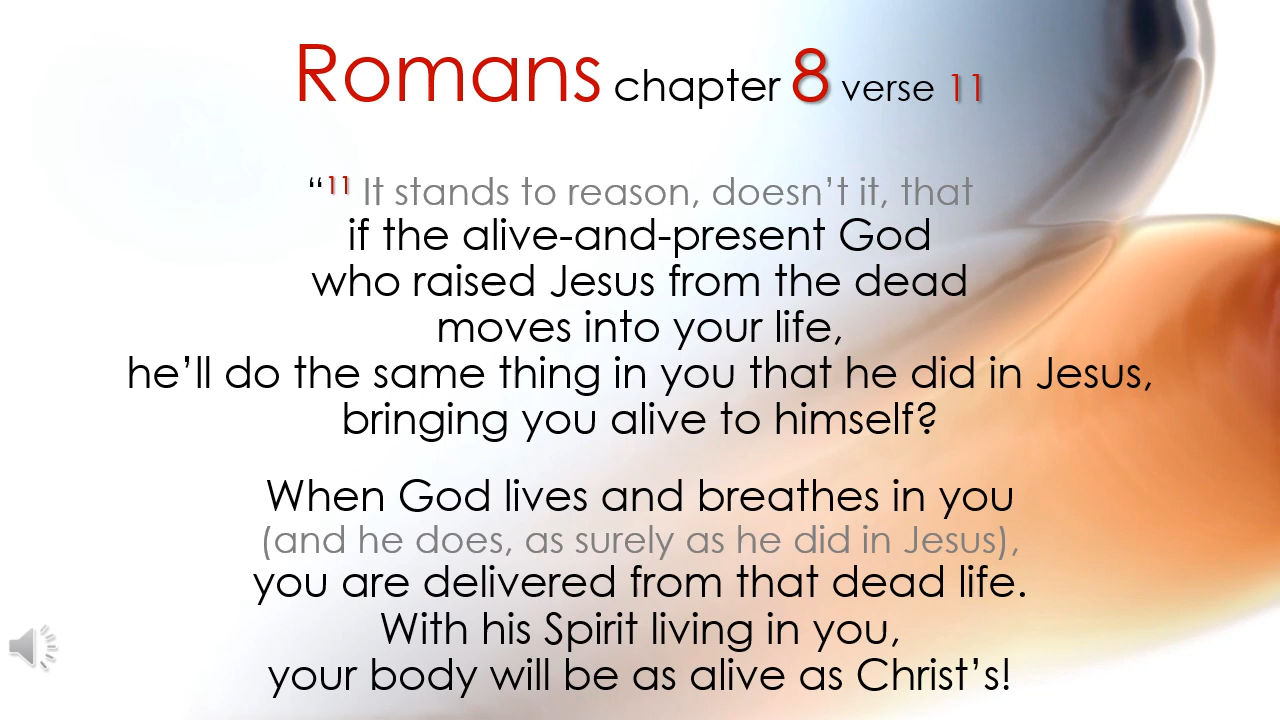 Romans chapter 8 verse 11
“11 It stands to reason, doesn’t it, that
if the alive-and-present God
who raised Jesus from the dead
moves into your life,
he’ll do the same thing in you that he did in Jesus,
bringing you alive to himself?
When God lives and breathes in you
(and he does, as surely as he did in Jesus),
you are delivered from that dead life.
With his Spirit living in you,
your body will be as alive as Christ’s!